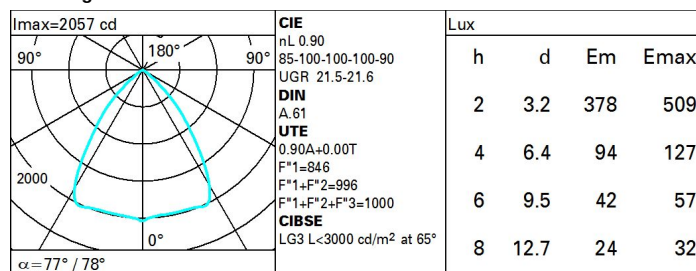 Imax=2057 cd
90°
180°
90°
2000
0°
α=77° / 78°
CIE
nL 0.90
85-100-100-100-90
UGR 21.5-21.6
DIN
A.61
UTE
0.90A+0.00T
F"1=846
F"1+F"2=996
F"1+F"2+F"3=1000
CIBSE
LG3 L<3000 cd/m² at 65°
Lux
h d Em Emax
2 3.2 378 509
4 6.4 94 127
6 9.5 42 57
8 12.7 24 32